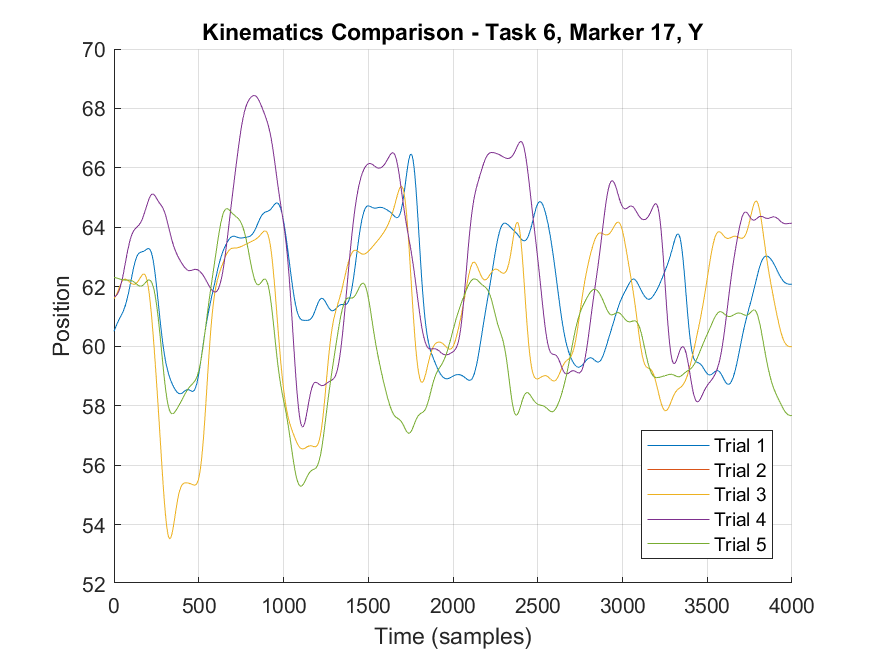 Kinematics Comparison - Task 6, Marker 17, Y
70
68
66
64
62
60
58
56
54
52
Position
0 500 1000 1500 2000 2500 3000 3500 4000
Time (samples)
Trial 1
Trial 2
Trial 3
Trial 4
Trial 5